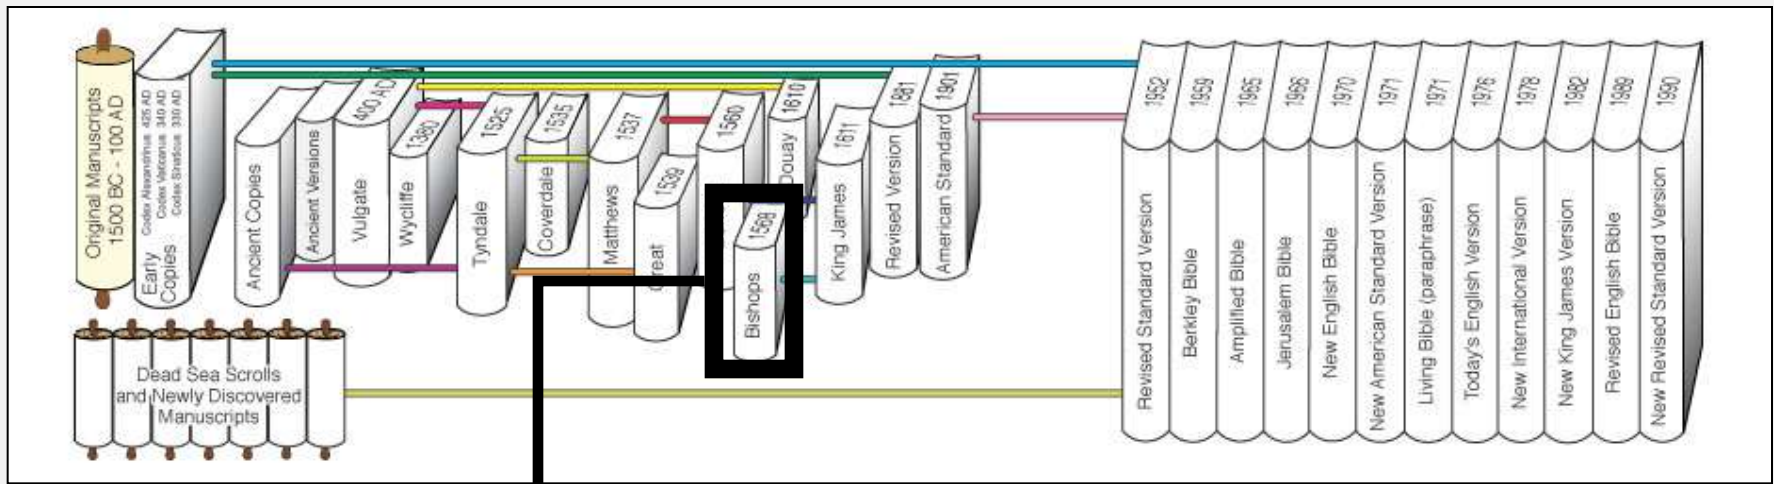 Original Manuscripts
1500 BC - 100 AD
Early
Copies
Codex Alexandrinus 425 AD
Codex Vaticanus 340 AD
Codex Sinaticus 330 AD
Ancient Copies
Ancient Versions
400 AD
Vulgate
1380
Wycliffe
1525
Tyndale
1535
Coverdale
1537
Matthews
1539
1560
1568
Bishops
1610
Douay
1611
King James
1881
Revised Version
1901
American Standard
1952
Revised Standard Version
1959
Berkley Bible
1965
Amplified Bible
1966
Jerusalem Bible
1970
New English Bible
1971
New American Standard Version
1971
Living Bible (paraphrase)
1976
Today's English Version
1978
New International Version
1982
New King James Version
1989
Revised English Bible
1990
New Revised Standard Version
Dead Sea Scrolls
and Newly Discovered
Manuscripts